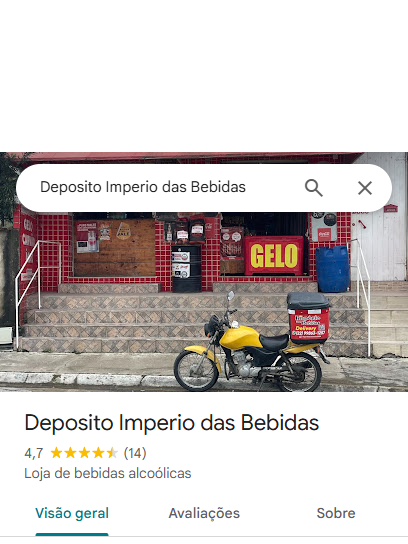 Deposito Imperio das Bebidas
GELO
Delivery
Deposito Imperio das Bebidas
4,7 (14)
Loja de bebidas alcoólicas
Visão geral
Avaliações
Sobre